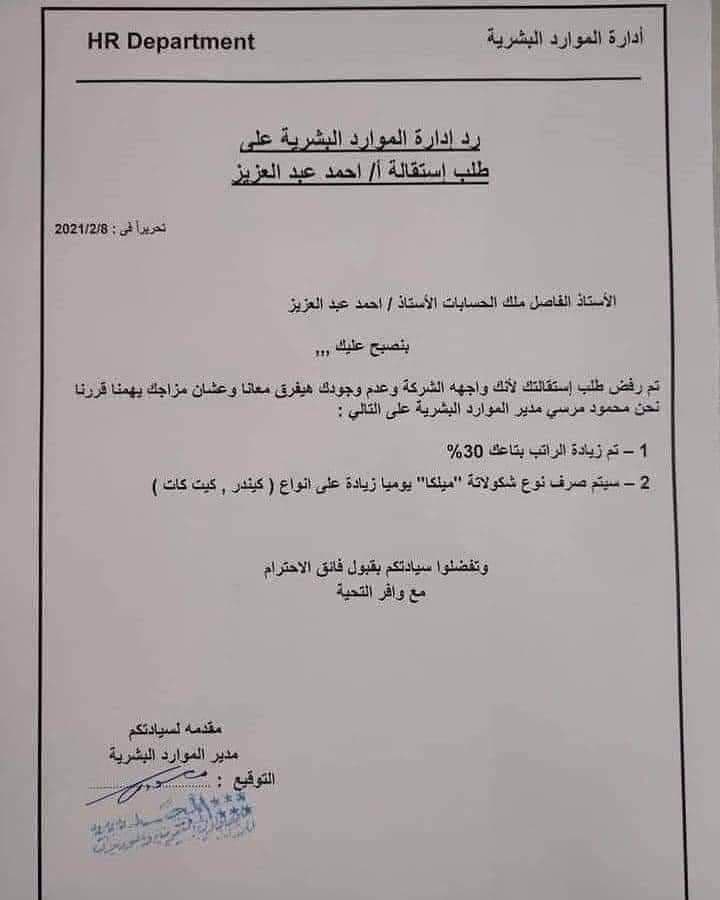 HR Department
أدارة الموارد البشرية
رد إدارة الموارد البشرية على
طلب إستقالة أ/ احمد عبد العزيز
تحريراً فى : 2021/2/8
الأستاذ الفاصل ملك الحسابات الأستاذ / احمد عبد العزيز
بنصبح عليك ,,,
تم رفض طلب إستقالتك لأنك واجهه الشركة وعدم وجودك هيفرق معانا وعشان مزاجك يهمنا قررنا
نحن محمود مرسي مدير الموارد البشرية على التالي :
1 – تم زيادة الراتب بتاعك 30%
2 – سيتم صرف نوع شكولاتة "ميلكا" يوميا زيادة على انواع ( كيندر , كيت كات )
وتفضلوا سيادتكم بقبول فائق الاحترام
مع وافر التحية
مقدمه لسيادتكم
مدير الموارد البشرية
التوقيع :